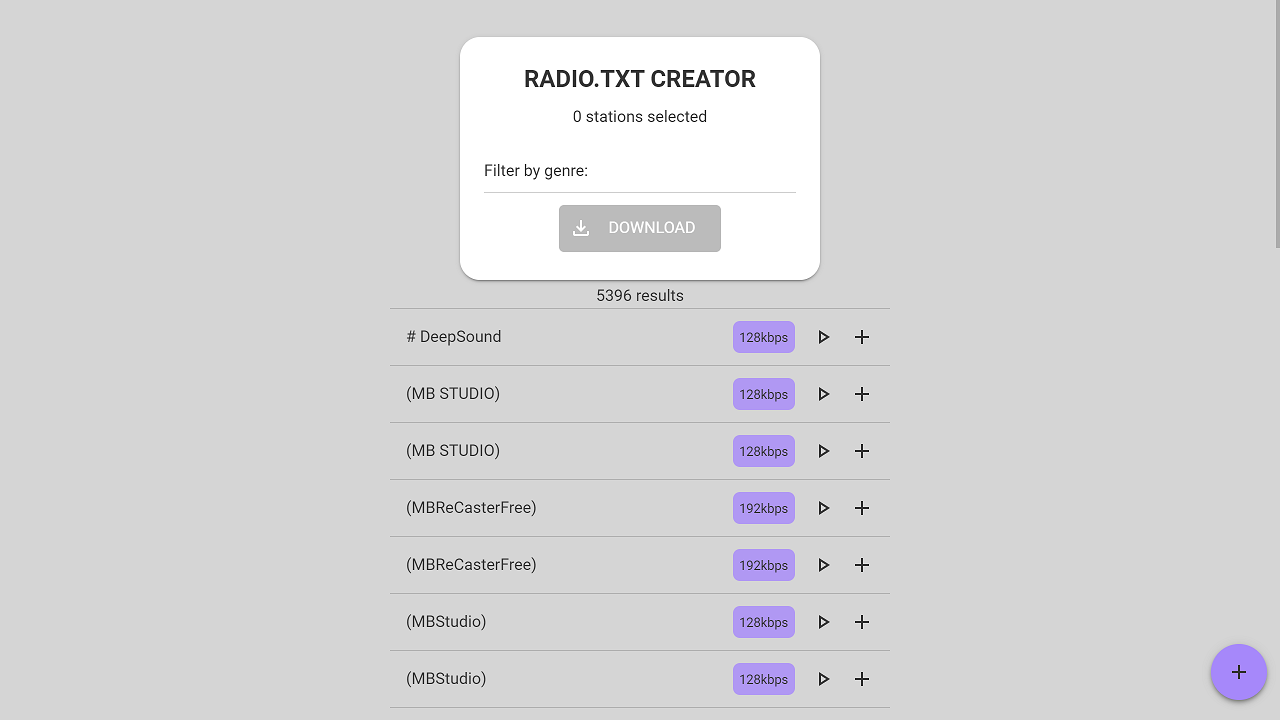 RADIO.TXT CREATOR
0 stations selected
Filter by genre:
DOWNLOAD
5396 results
# DeepSound 128kbps
(MB STUDIO) 128kbps
(MB STUDIO) 128kbps
(MBReCasterFree) 192kbps
(MBReCasterFree) 192kbps
(MBStudio) 128kbps
(MBStudio) 128kbps